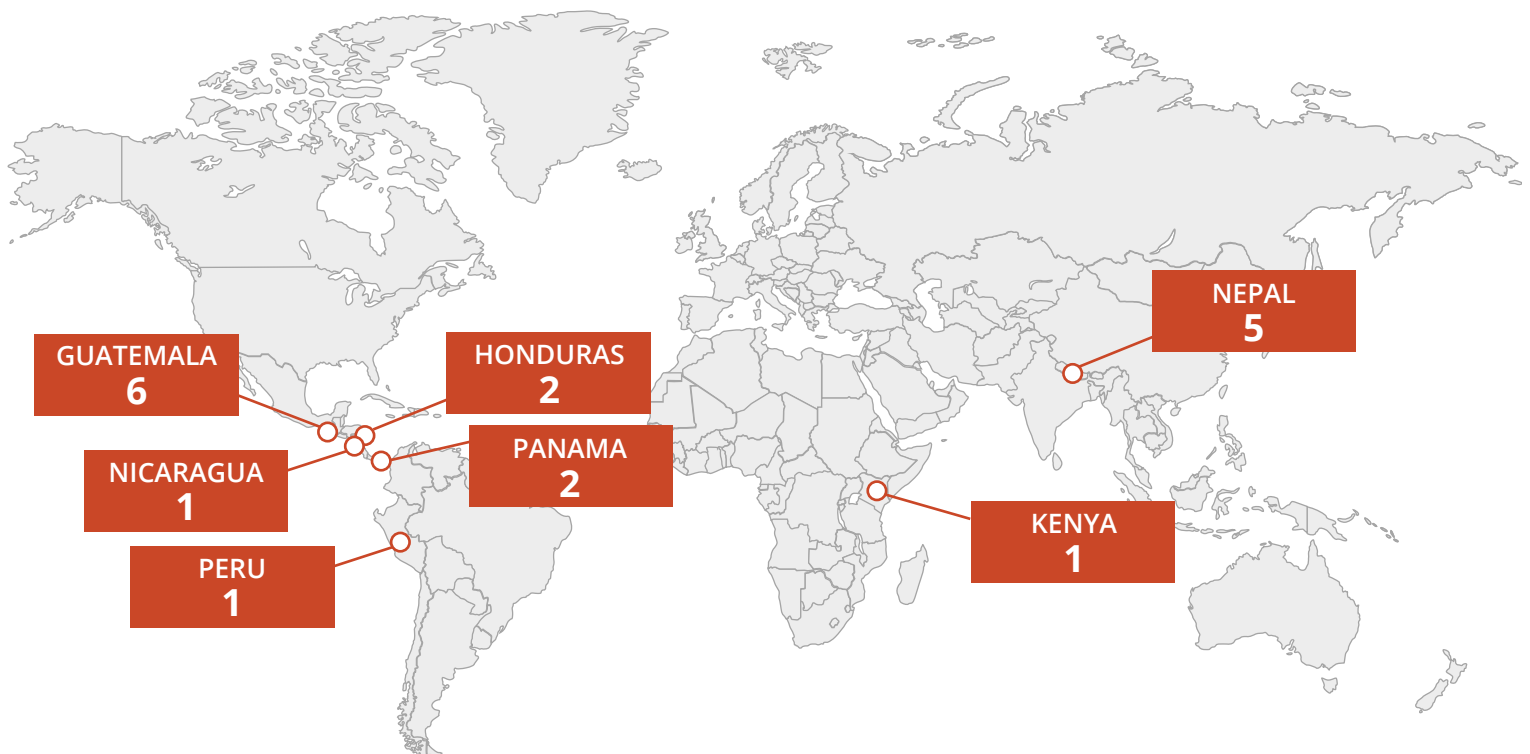 NEPAL
5
GUATEMALA
6
HONDURAS
2
PANAMA
2
NICARAGUA
1
KENYA
1
PERU
1